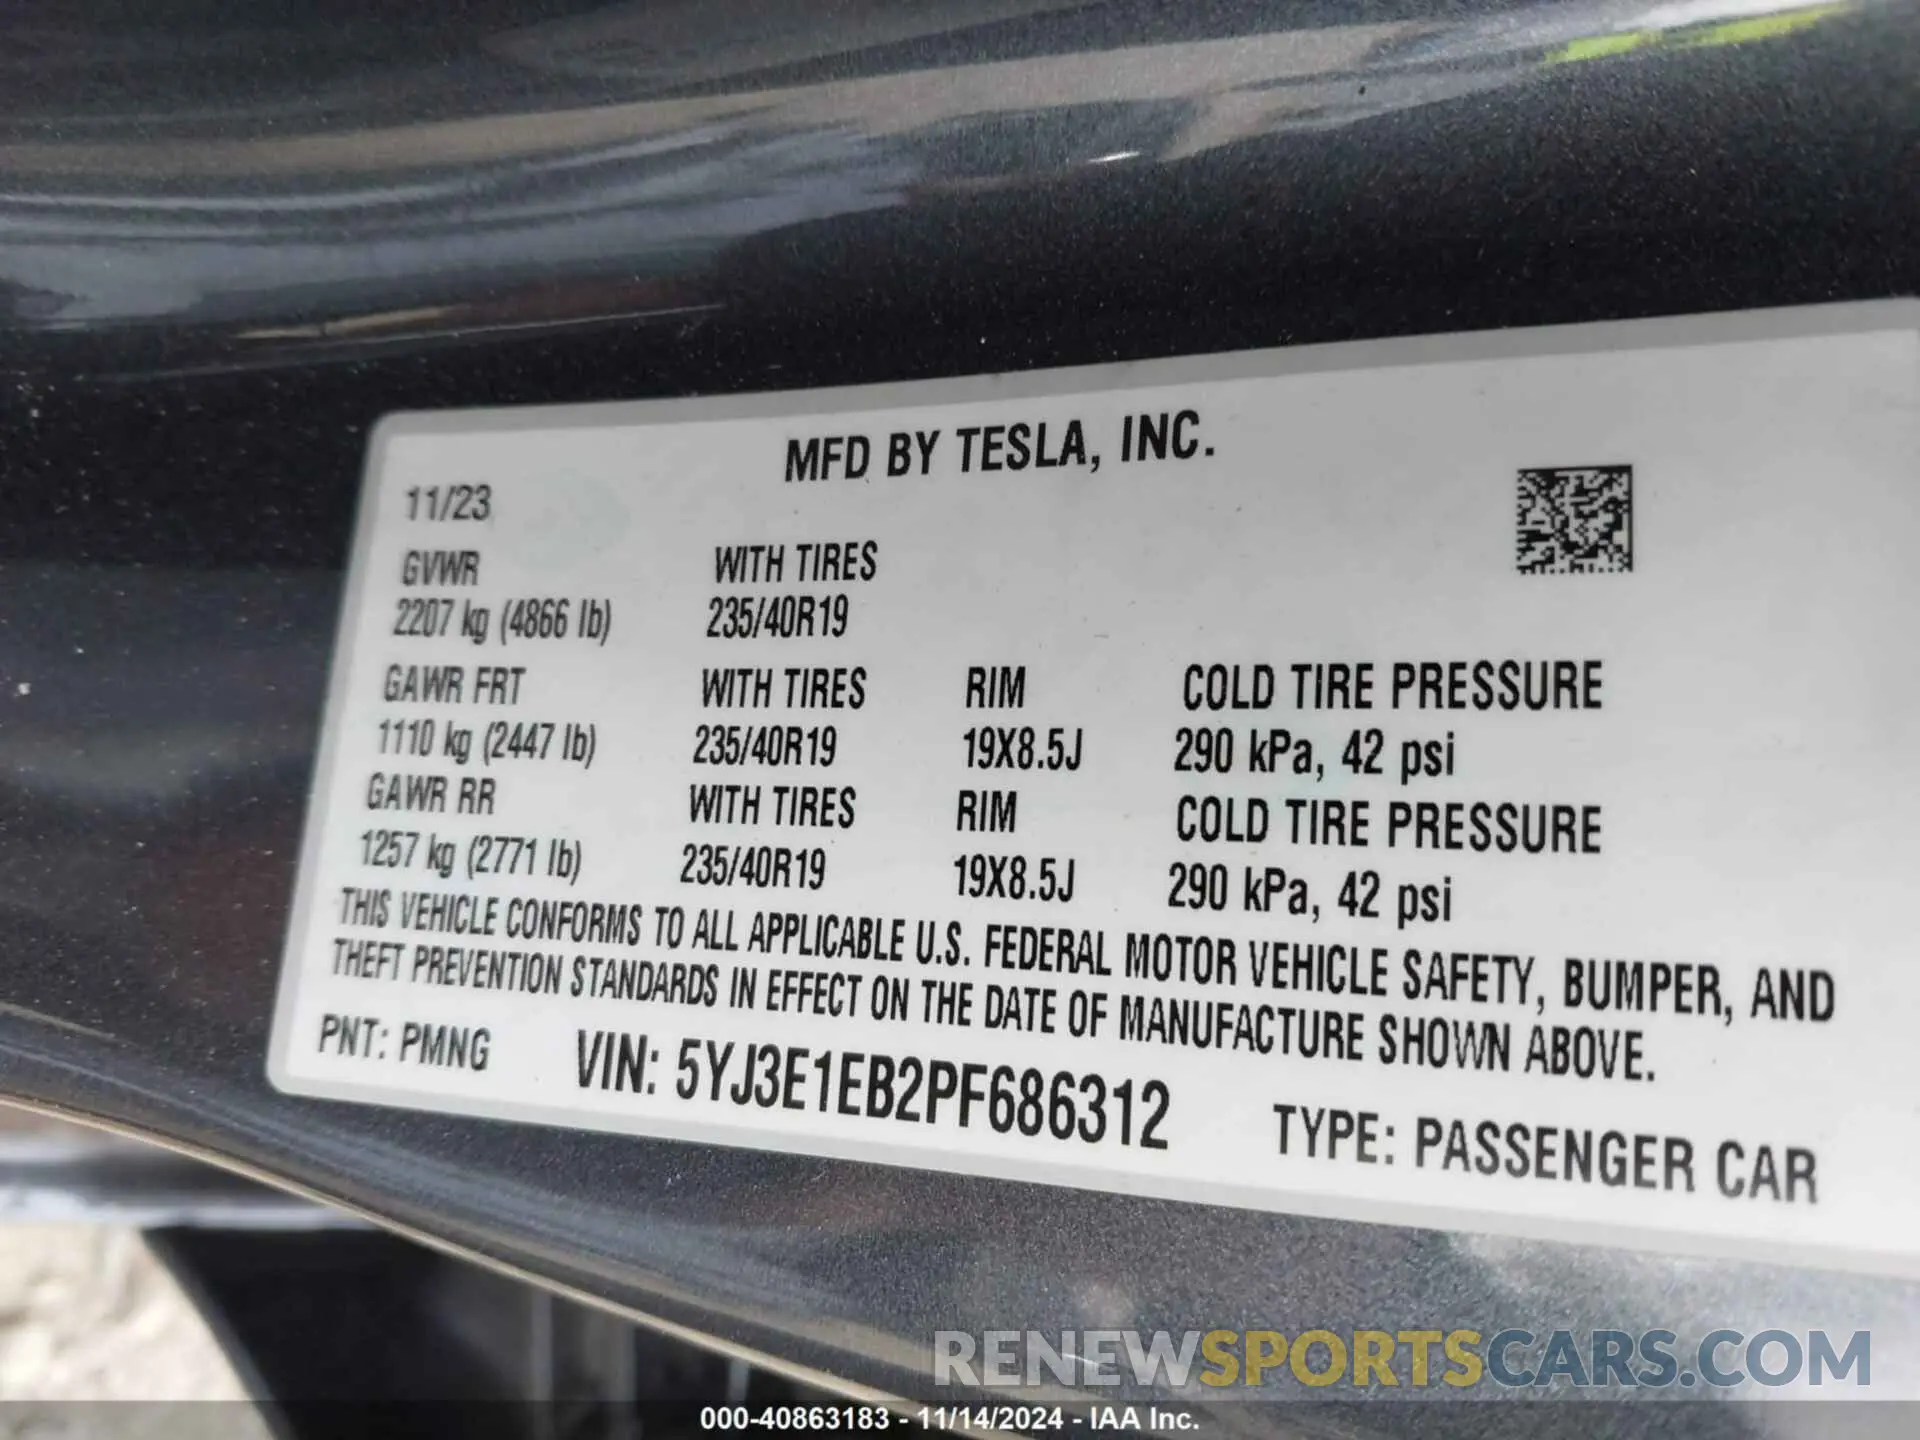 MFD BY TESLA, INC.
11/23
GVWR WITH TIRES
2207 kg (4866 lb) 235/40R19
GAWR FRT WITH TIRES RIM COLD TIRE PRESSURE
1110 kg (2447 lb) 235/40R19 19X8.5J 290 kPa, 42 psi
GAWR RR WITH TIRES RIM COLD TIRE PRESSURE
1257 kg (2771 lb) 235/40R19 19X8.5J 290 kPa, 42 psi
THIS VEHICLE CONFORMS TO ALL APPLICABLE U.S. FEDERAL MOTOR VEHICLE SAFETY, BUMPER, AND
THEFT PREVENTION STANDARDS IN EFFECT ON THE DATE OF MANUFACTURE SHOWN ABOVE.
PNT: PMNG VIN: 5YJ3E1EB2PF686312 TYPE: PASSENGER CAR
RENEWSPORTSCARS.COM
000-40863183 - 11/14/2024 - IAA Inc.